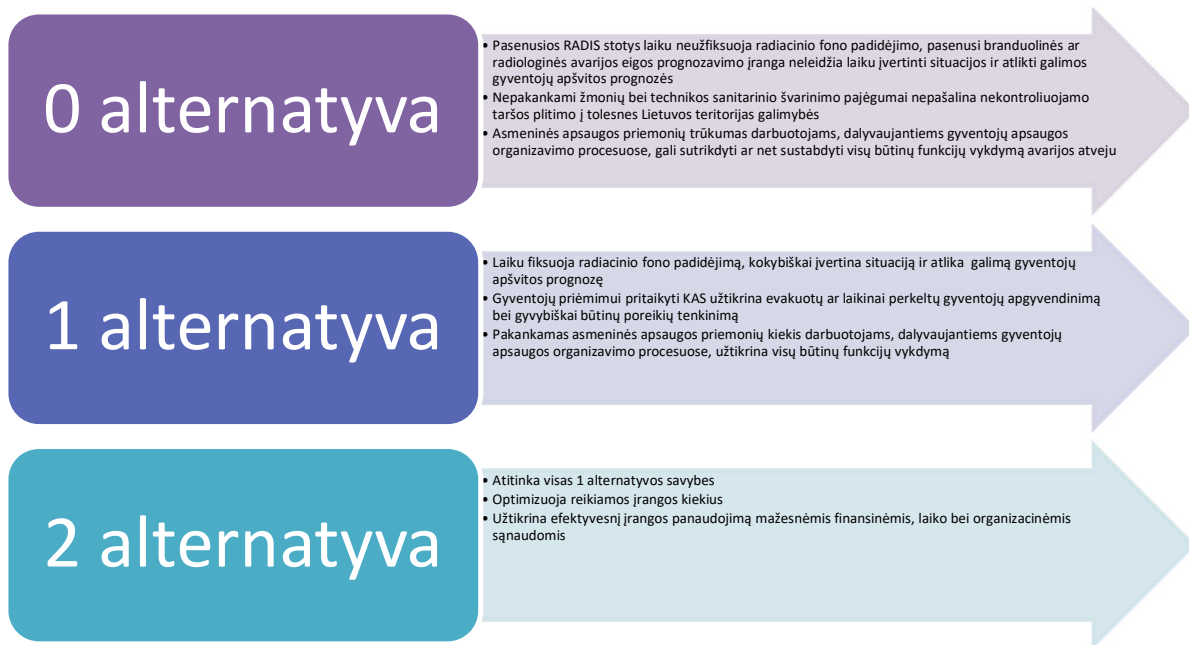 0 alternatyva
• Pasenusios RADIS stotys laiku neužfiksuoja radiacinio fono padidėjimo, pasenusi branduolinės ar
radiologinės avarijos eigos prognozavimo įranga neleidžia laiku įvertinti situacijos ir atlikti galimos
gyventojų apšvitos prognozės
• Nepakankami žmonių bei technikos sanitarinio švarinimo pajėgumai nepašalina nekontroliuojamo
taršos plitimo į tolesnes Lietuvos teritorijas galimybės
• Asmeninės apsaugos priemonių trūkumas darbuotojams, dalyvaujantiems gyventojų apsaugos
organizavimo procesuose, gali sutrikdyti ar net sustabdyti visų būtinų funkcijų vykdymą avarijos atveju
1 alternatyva
• Laiku fiksuoja radiacinio fono padidėjimą, kokybiškai įvertina situaciją ir atlika galimą gyventojų
apšvitos prognozę
• Gyventojų priėmimui pritaikyti KAS užtikrina evakuotų ar laikinai perkeltų gyventojų apgyvendinimą
bei gyvybiškai būtinų poreikių tenkinimą
• Pakankamas asmeninės apsaugos priemonių kiekis darbuotojams, dalyvaujantiems gyventojų
apsaugos organizavimo procesuose, užtikrina visų būtinų funkcijų vykdymą
2 alternatyva
• Atitinka visas 1 alternatyvos savybes
• Optimizuoja reikiamos įrangos kiekius
• Užtikrina efektyvesnį įrangos panaudojimą mažesnėmis finansinėmis, laiko bei organizacinėmis
sąnaudomis